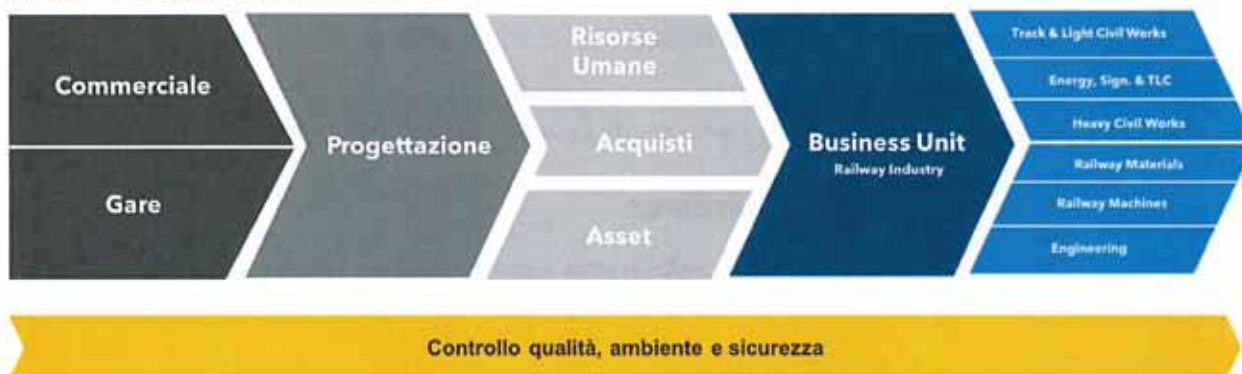 Commerciale
Gare
Progettazione
Risorse
Umane
Acquisti
Asset
Business Unit
Railway Industry
Track & Light Civil Works
Energy, Sign. & TLC
Heavy Civil Works
Railway Materials
Railway Machines
Engineering
Controllo qualità, ambiente e sicurezza